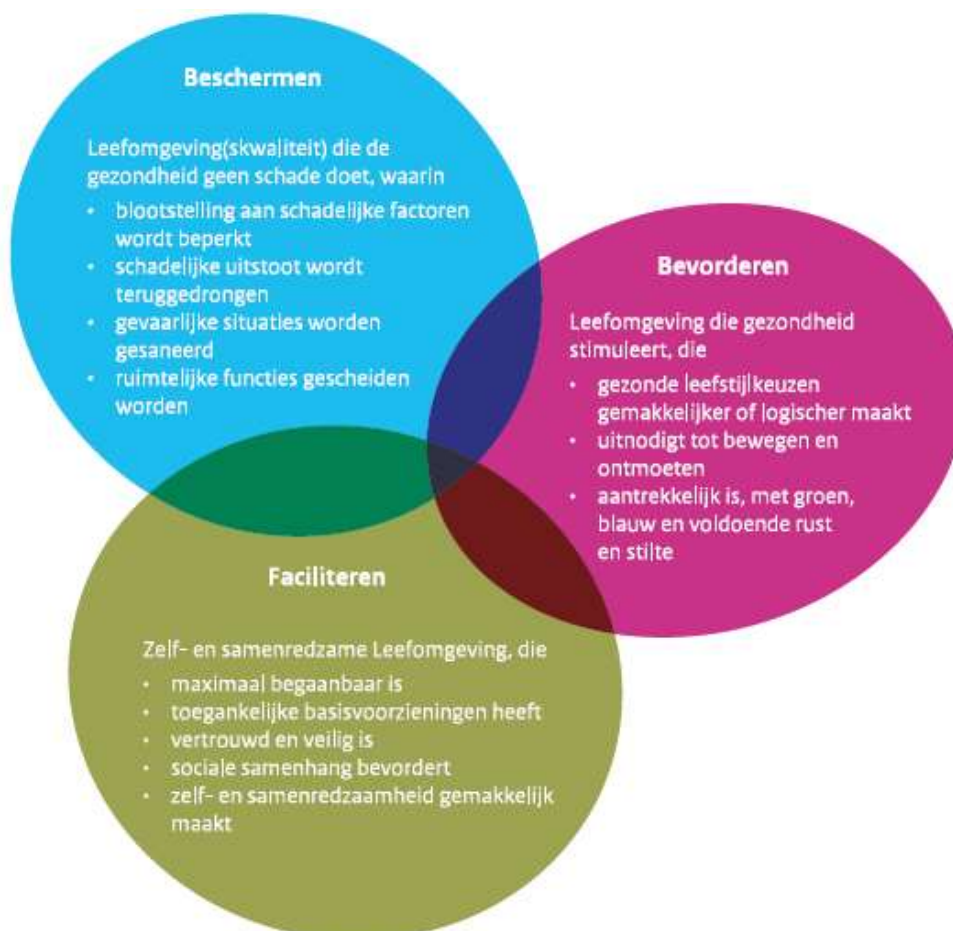 Beschermen
Leefomgeving(skwaliteit) die de
gezondheid geen schade doet, waarin
• blootstelling aan schadelijke factoren
wordt beperkt
• schadelijke uitstoot wordt
teruggedrongen
• gevaarlijke situaties worden
gesaneerd
• ruimtelijke functies gescheiden
worden
Bevorderen
Leefomgeving die gezondheid
stimuleert, die
• gezonde leefstijlkeuzen
gemakkelijker of logischer maakt
• uitnodigt tot bewegen en
ontmoeten
• aantrekkelijk is, met groen,
blauw en voldoende rust
en stilte
Faciliteren
Zelf- en samenredzame Leefomgeving, die
• maximaal begaanbaar is
• toegankelijke basisvoorzieningen heeft
• vertrouwd en veilig is
• sociale samenhang bevordert
• zelf- en samenredzaamheid gemakkelijk
maakt